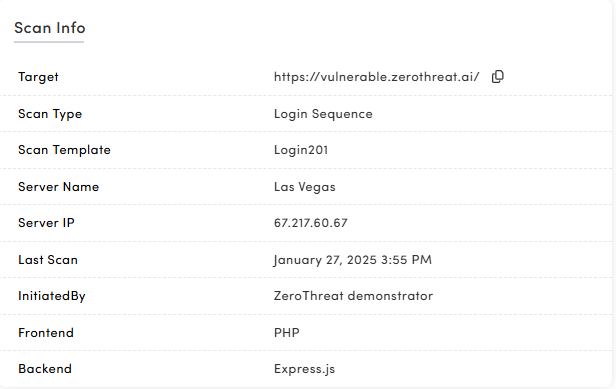 Scan Info
Target https://vulnerable.zerothreat.ai/
Scan Type Login Sequence
Scan Template Login201
Server Name Las Vegas
Server IP 67.217.60.67
Last Scan January 27, 2025 3:55 PM
InitiatedBy ZeroThreat demonstrator
Frontend PHP
Backend Express.js